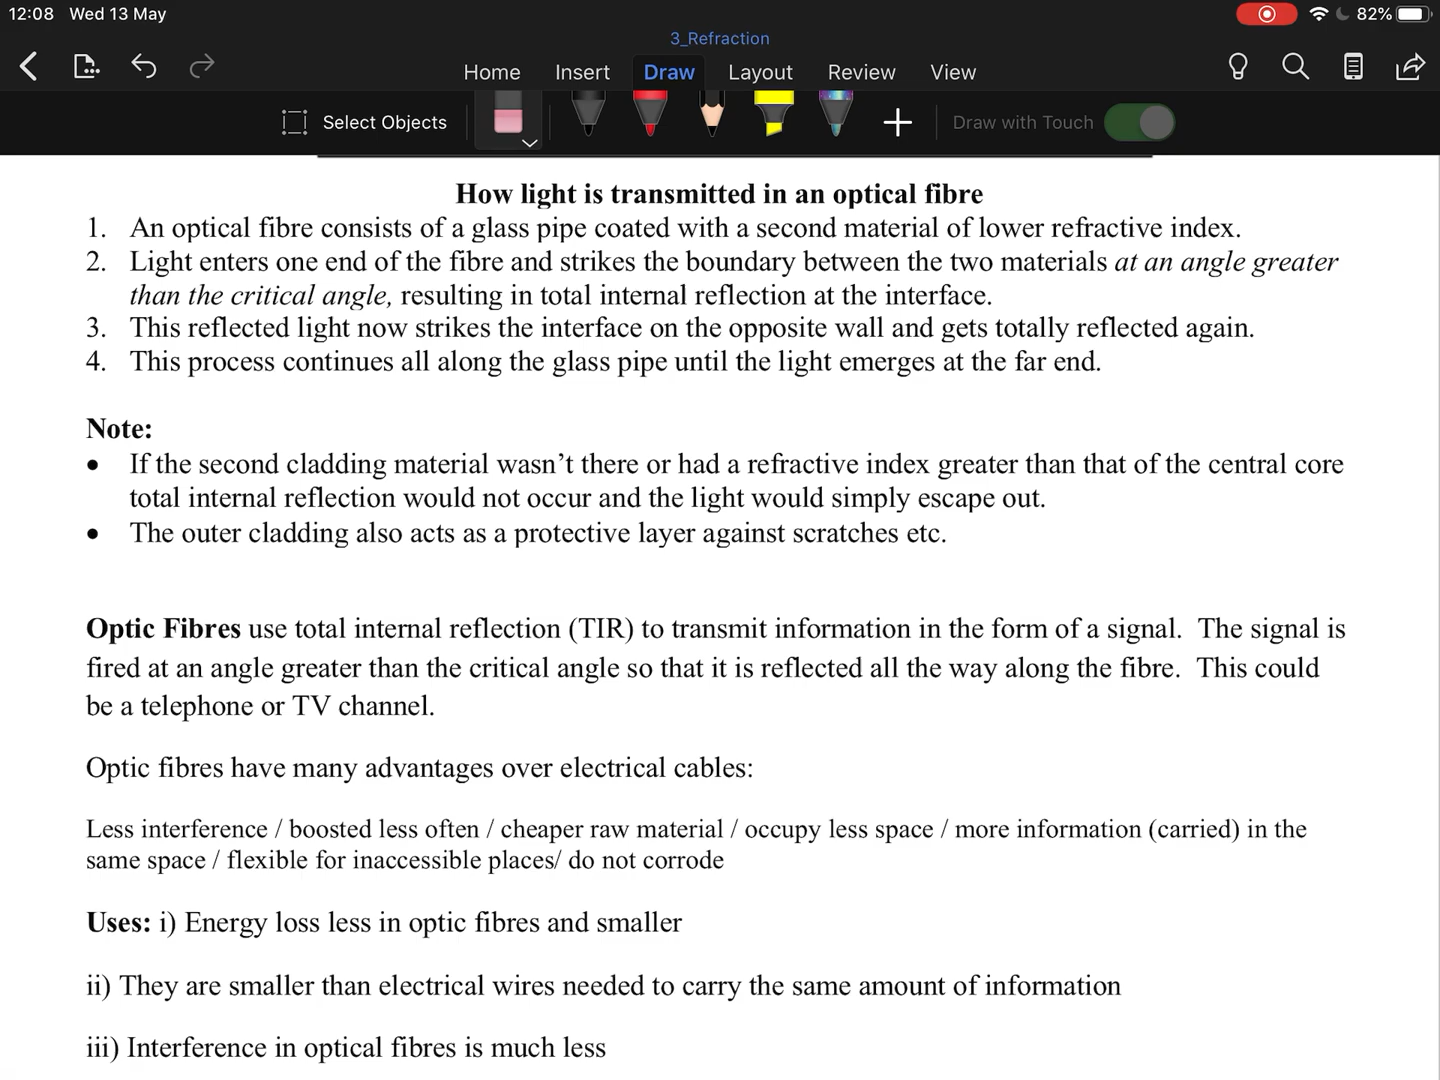 12:08 Wed 13 May
82%
3_Refraction
Home Insert Draw Layout Review View
Select Objects
Draw with Touch
How light is transmitted in an optical fibre
1. An optical fibre consists of a glass pipe coated with a second material of lower refractive index.
2. Light enters one end of the fibre and strikes the boundary between the two materials at an angle greater
than the critical angle, resulting in total internal reflection at the interface.
3. This reflected light now strikes the interface on the opposite wall and gets totally reflected again.
4. This process continues all along the glass pipe until the light emerges at the far end.
Note:
• If the second cladding material wasn’t there or had a refractive index greater than that of the central core
total internal reflection would not occur and the light would simply escape out.
• The outer cladding also acts as a protective layer against scratches etc.
Optic Fibres use total internal reflection (TIR) to transmit information in the form of a signal. The signal is
fired at an angle greater than the critical angle so that it is reflected all the way along the fibre. This could
be a telephone or TV channel.
Optic fibres have many advantages over electrical cables:
Less interference / boosted less often / cheaper raw material / occupy less space / more information (carried) in the
same space / flexible for inaccessible places/ do not corrode
Uses: i) Energy loss less in optic fibres and smaller
ii) They are smaller than electrical wires needed to carry the same amount of information
iii) Interference in optical fibres is much less